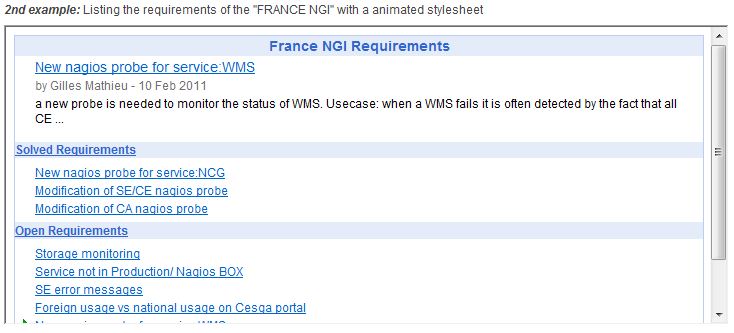 2nd example: Listing the requirements of the "FRANCE NGI" with a animated stylesheet
France NGI Requirements
New nagios probe for service:WMS
by Gilles Mathieu - 10 Feb 2011
a new probe is needed to monitor the status of WMS. Usecase: when a WMS fails it is often detected by the fact that all
CE ...
Solved Requirements
New nagios probe for service:NCG
Modification of SE/CE nagios probe
Modification of CA nagios probe
Open Requirements
Storage monitoring
Service not in Production/ Nagios BOX
SE error messages
Foreign usage vs national usage on Cesga portal